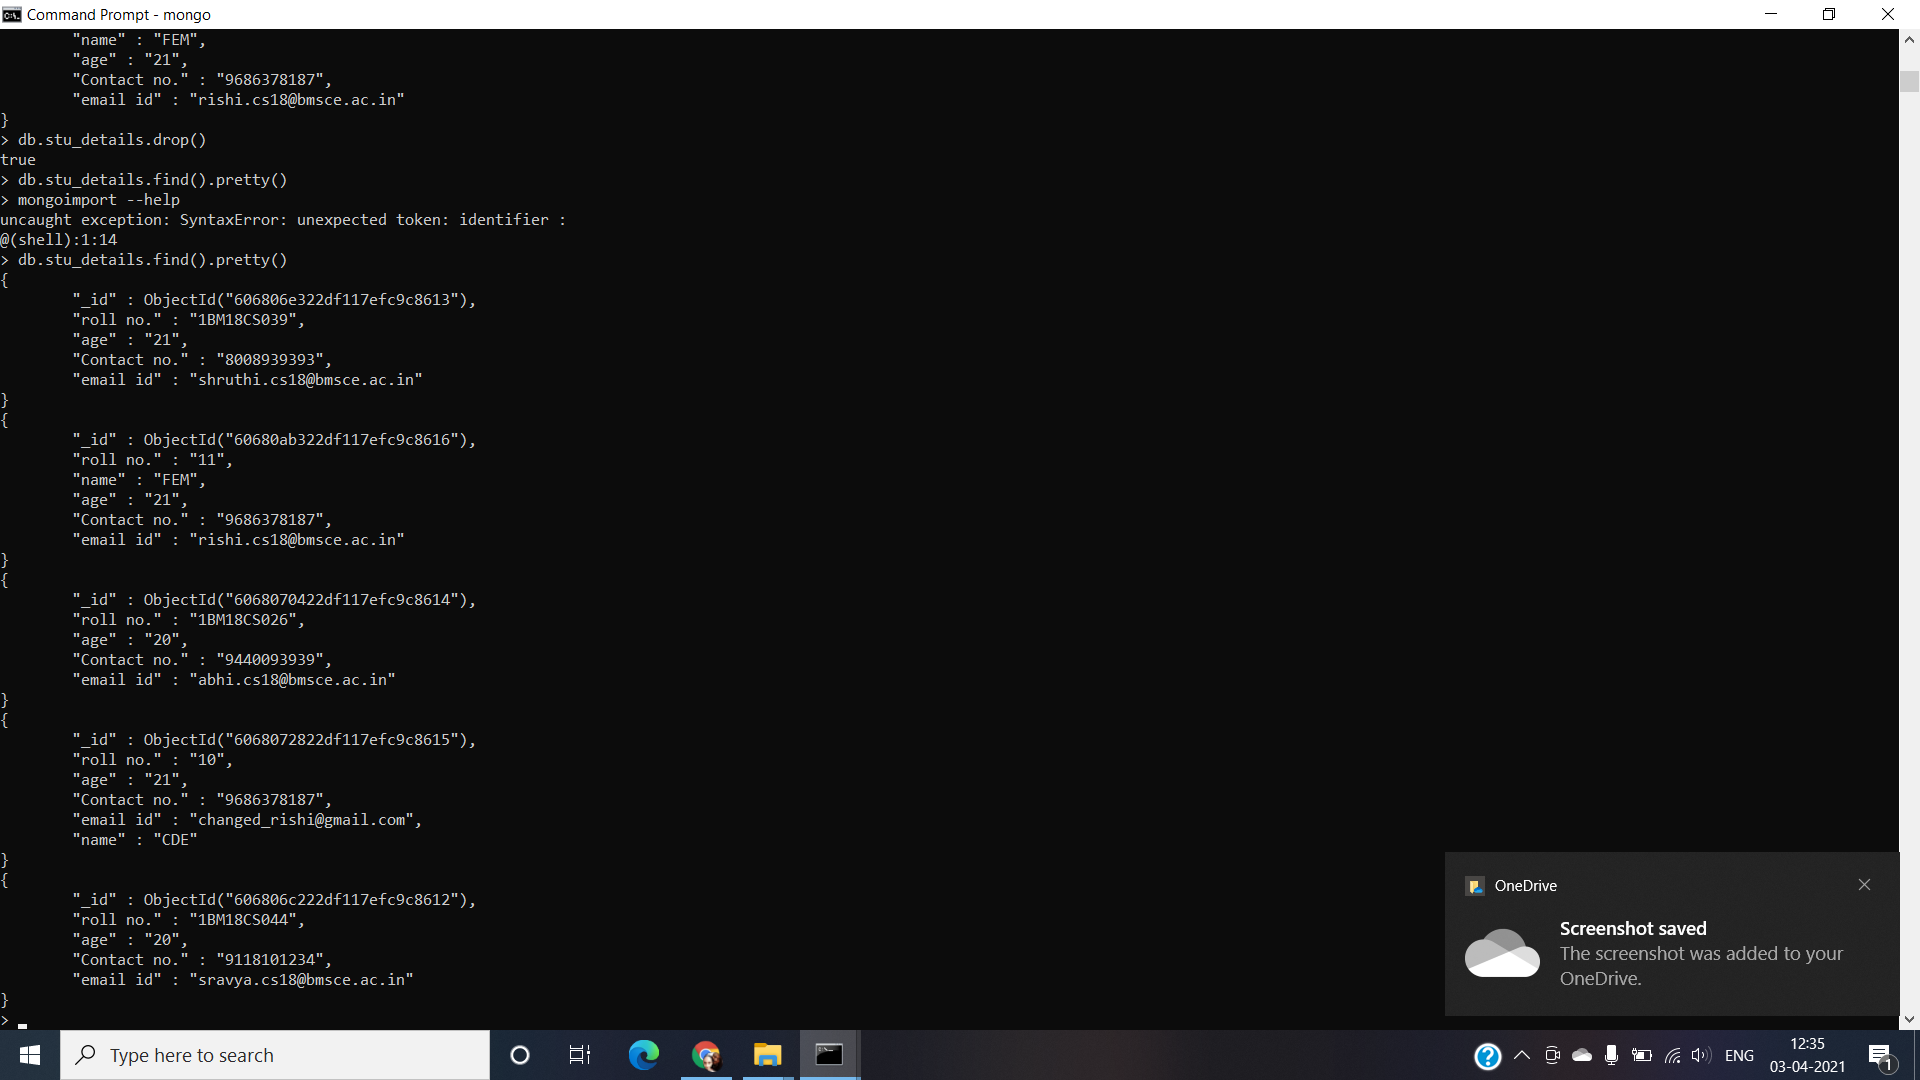 Command Prompt - mongo
"name" : "FEM",
"age" : "21",
"Contact no." : "9686378187",
"email id" : "rishi.cs18@bmsce.ac.in"
}
> db.stu_details.drop()
true
> db.stu_details.find().pretty()
> mongoimport --help
uncaught exception: SyntaxError: unexpected token: identifier :
@(shell):1:14
> db.stu_details.find().pretty()
{
"_id" : ObjectId("606806e322df117efc9c8613"),
"roll no." : "1BM18CS039",
"age" : "21",
"Contact no." : "8008939393",
"email id" : "shruthi.cs18@bmsce.ac.in"
}
{
"_id" : ObjectId("60680ab322df117efc9c8616"),
"roll no." : "11",
"name" : "FEM",
"age" : "21",
"Contact no." : "9686378187",
"email id" : "rishi.cs18@bmsce.ac.in"
}
{
"_id" : ObjectId("6068070422df117efc9c8614"),
"roll no." : "1BM18CS026",
"age" : "20",
"Contact no." : "9440093939",
"email id" : "abhi.cs18@bmsce.ac.in"
}
{
"_id" : ObjectId("6068072822df117efc9c8615"),
"roll no." : "10",
"age" : "21",
"Contact no." : "9686378187",
"email id" : "changed_rishi@gmail.com",
"name" : "CDE"
}
{
"_id" : ObjectId("606806c222df117efc9c8612"),
"roll no." : "1BM18CS044",
"age" : "20",
"Contact no." : "9118101234",
"email id" : "sravya.cs18@bmsce.ac.in"
}
>
OneDrive
Screenshot saved
The screenshot was added to your
OneDrive.
Type here to search
ENG
12:35
03-04-2021
1